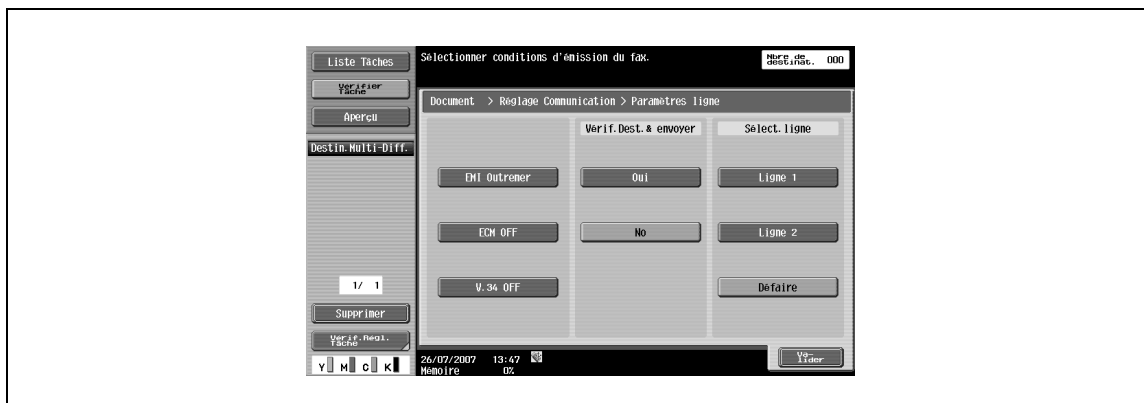 Liste Tâches
Vérifier
Tâche
Aperçu
Destin.Multi-Diff.
1/ 1
Supprimer
Vérif.Régl.
Tâche
Y M C K
Sélectionner conditions d'émission du fax.
Nbre de
destinat. 000
Document > Réglage Communication > Paramètres ligne
Vérif.Dest.& envoyer
Sélect.ligne
EMI Outremer
Oui
Ligne 1
ECM OFF
No
Ligne 2
V.34 OFF
Défaire
26/07/2007 13:47
Mémoire 0%
Va-
lider